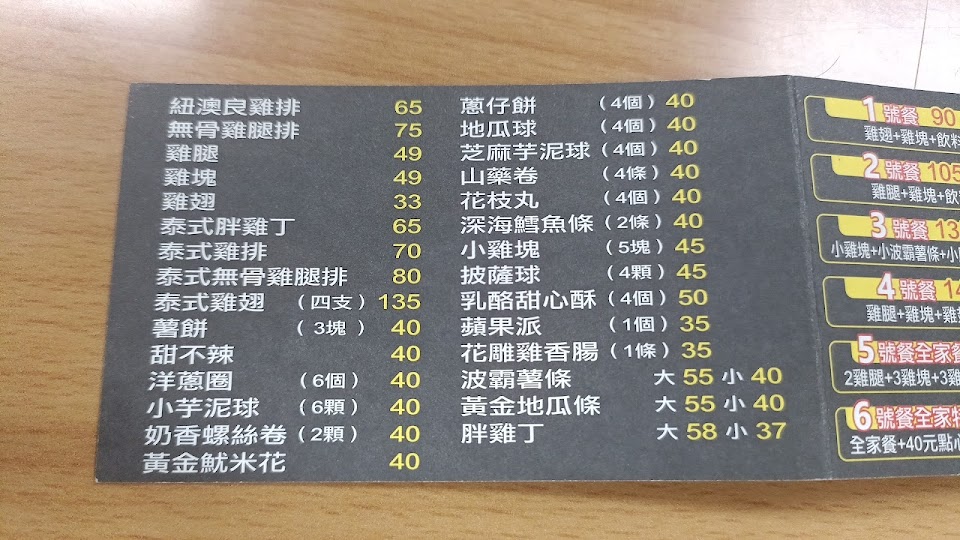 紐澳良雞排 65
無骨雞腿排 75
雞腿 49
雞塊 49
雞翅 33
泰式胖雞丁 65
泰式雞排 70
泰式無骨雞腿排 80
泰式雞翅 (四支) 135
薯餅 (3塊) 40
甜不辣 40
洋蔥圈 (6個) 40
小芋泥球 (6顆) 40
奶香螺絲卷 (2顆) 40
黃金魷米花 40
蔥仔餅 (4個) 40
地瓜球 (4個) 40
芝麻芋泥球 (4個) 40
山藥卷 (4條) 40
花枝丸 (4個) 40
深海鱈魚條 (2條) 40
小雞塊 (5塊) 45
披薩球 (4顆) 45
乳酪甜心酥 (4個) 50
蘋果派 (1個) 35
花雕雞香腸 (1條) 35
波霸薯條 大 55 小 40
黃金地瓜條 大 55 小 40
胖雞丁 大 58 小 37
1號餐 90
雞翅+雞塊+飲料
2號餐 105
雞腿+雞塊+飲
3號餐 13
小雞塊+小波霸薯條+小
4號餐 14
雞腿+雞塊+雞
5號餐全家餐
2雞腿+3雞塊+3雞
6號餐全家特
全家餐+40元點心